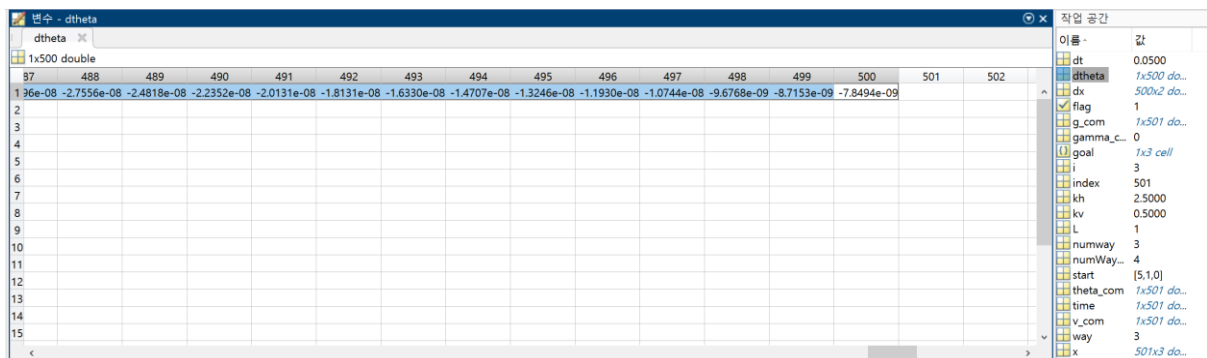 변수 - dtheta
dtheta
1x500 double
87 488 489 490 491 492 493 494 495 496 497 498 499 500 501 502
1 96e-08 -2.7556e-08 -2.4818e-08 -2.2352e-08 -2.0131e-08 -1.8131e-08 -1.6330e-08 -1.4707e-08 -1.3246e-08 -1.1930e-08 -1.0744e-08 -9.6768e-09 -8.7153e-09 -7.8494e-09
2
3
4
5
6
7
8
9
10
11
12
13
14
15
작업 공간
이름 값
dt 0.0500
dtheta 1x500 do...
dx 500x2 do...
flag 1
g_com 1x501 do...
gamma_c... 0
goal 1x3 cell
i 3
index 501
kh 2.5000
kv 0.5000
L 1
numway 3
numWay... 4
start [5,1,0]
theta_com 1x501 do...
time 1x501 do...
v_com 1x501 do...
way 3
x 501x3 do...